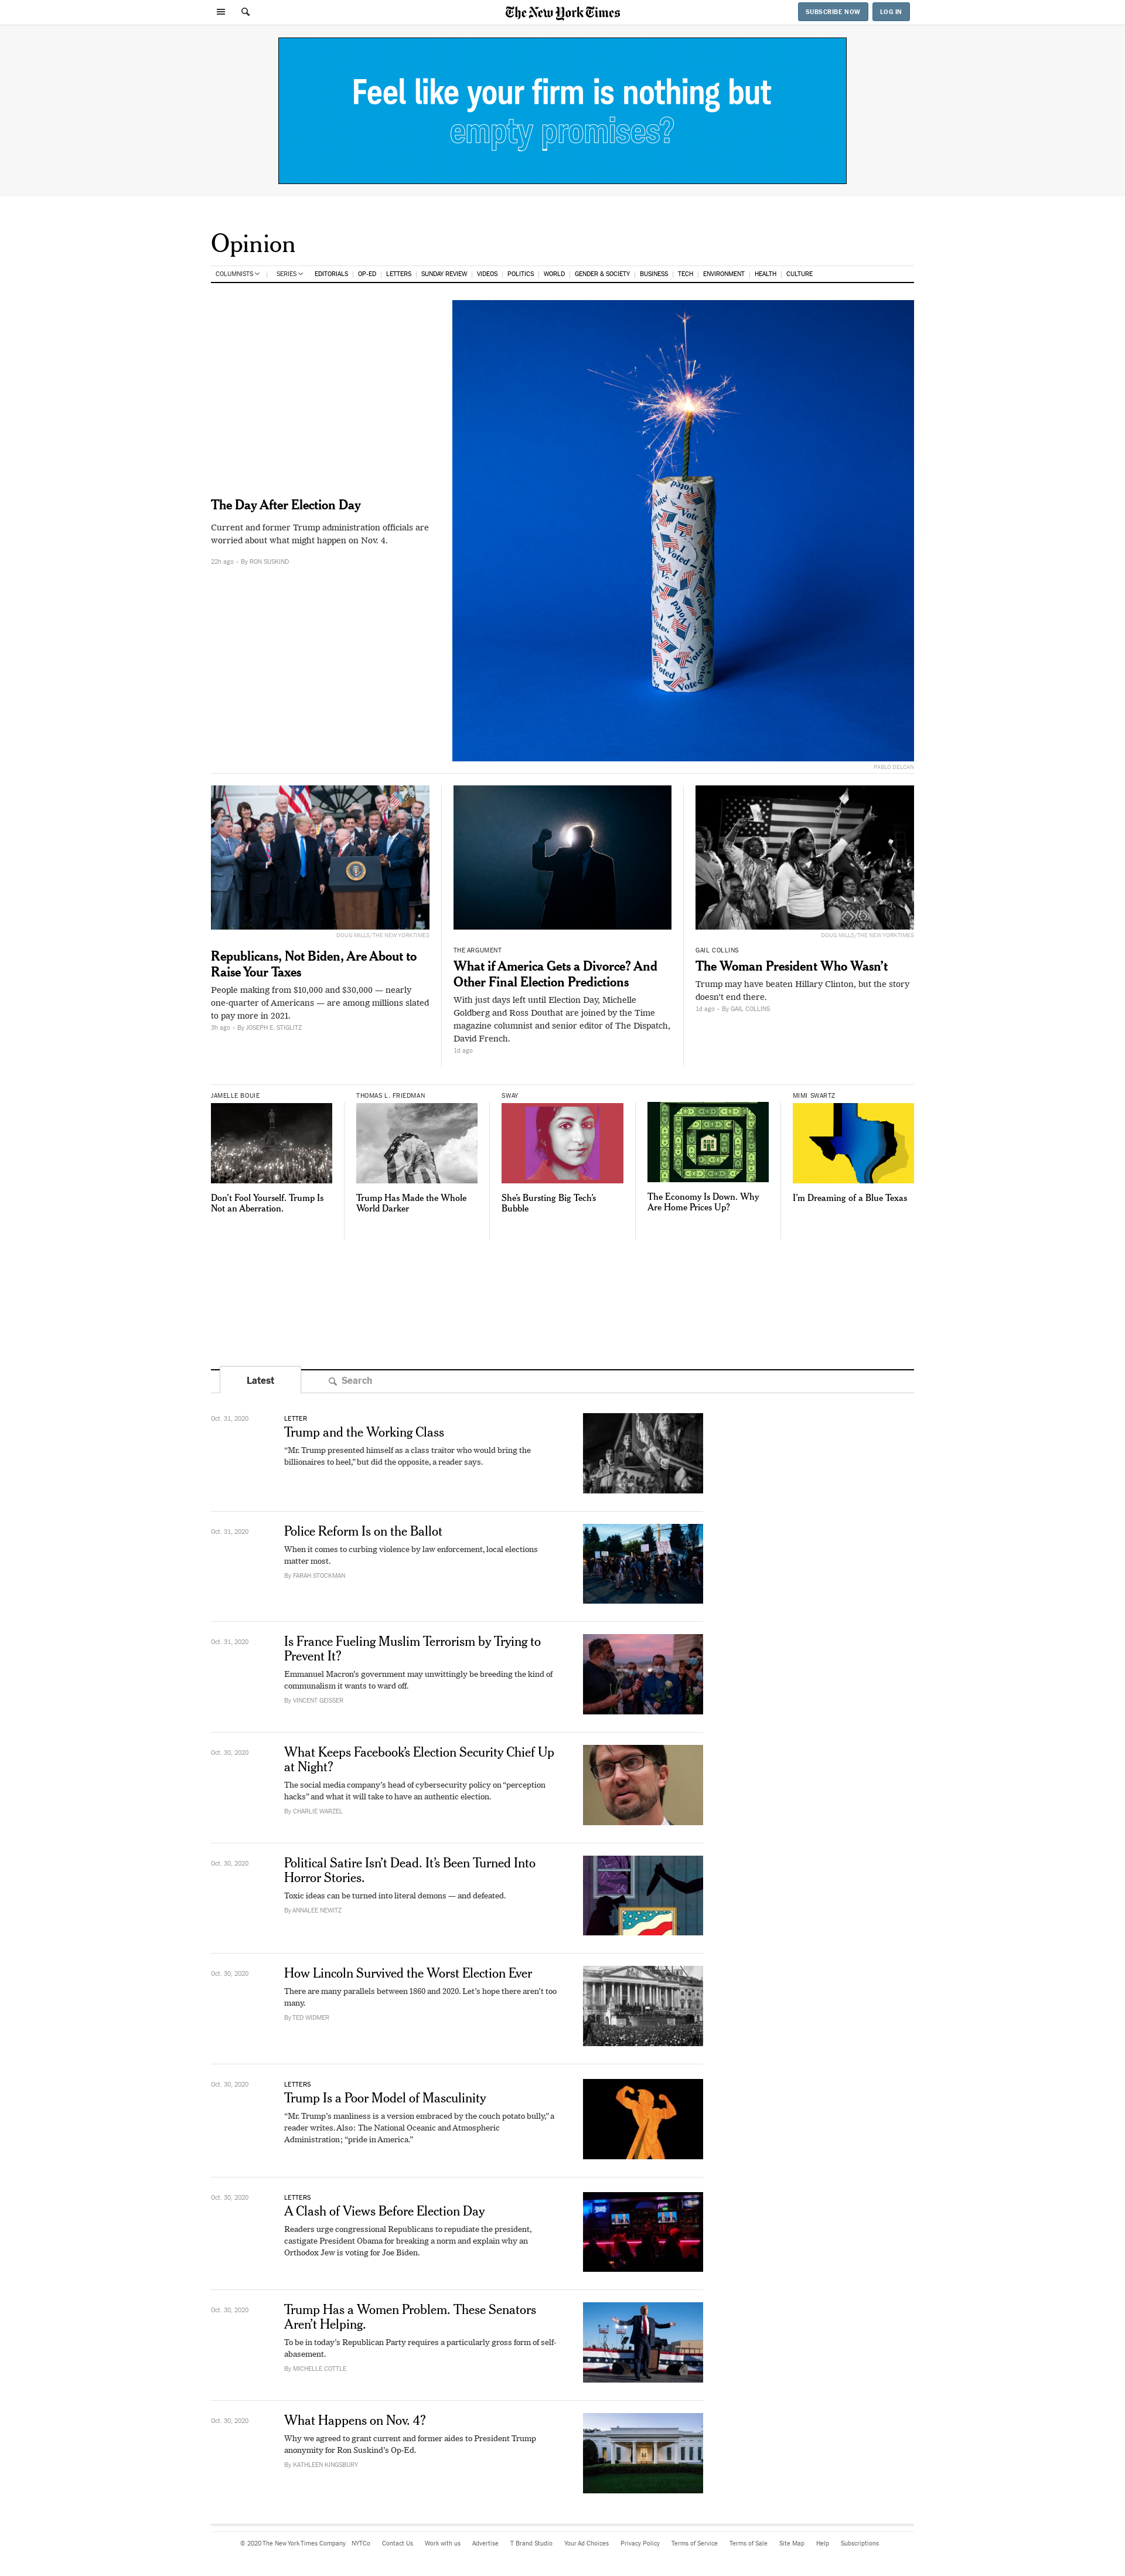 The New York Times
SUBSCRIBE NOW
LOG IN
Feel like your firm is nothing but
empty promises?
Opinion
COLUMNISTS | SERIES EDITORIALS | OP-ED | LETTERS | SUNDAY REVIEW | VIDEOS | POLITICS | WORLD | GENDER & SOCIETY | BUSINESS | TECH | ENVIRONMENT | HEALTH | CULTURE
The Day After Election Day
Current and former Trump administration officials are
worried about what might happen on Nov. 4.
22h ago - By RON SUSKIND
I Voted
PABLO DELCAN
DOUG MILLS/THE NEW YORK TIMES
Republicans, Not Biden, Are About to
Raise Your Taxes
People making from $10,000 and $30,000 — nearly
one-quarter of Americans — are among millions slated
to pay more in 2021.
3h ago - By JOSEPH E. STIGLITZ
THE ARGUMENT
What if America Gets a Divorce? And
Other Final Election Predictions
With just days left until Election Day, Michelle
Goldberg and Ross Douthat are joined by the Time
magazine columnist and senior editor of The Dispatch,
David French.
1d ago
DOUG MILLS/THE NEW YORK TIMES
GAIL COLLINS
The Woman President Who Wasn’t
Trump may have beaten Hillary Clinton, but the story
doesn’t end there.
1d ago - By GAIL COLLINS
JAMELLE BOUIE
Don’t Fool Yourself. Trump Is
Not an Aberration.
THOMAS L. FRIEDMAN
Trump Has Made the Whole
World Darker
SWAY
She’s Bursting Big Tech’s
Bubble
The Economy Is Down. Why
Are Home Prices Up?
MIMI SWARTZ
I’m Dreaming of a Blue Texas
Latest
Search
Oct. 31, 2020
LETTER
Trump and the Working Class
“Mr. Trump presented himself as a class traitor who would bring the
billionaires to heel,” but did the opposite, a reader says.
Oct. 31, 2020
Police Reform Is on the Ballot
When it comes to curbing violence by law enforcement, local elections
matter most.
By FARAH STOCKMAN
Oct. 31, 2020
Is France Fueling Muslim Terrorism by Trying to
Prevent It?
Emmanuel Macron’s government may unwittingly be breeding the kind of
communalism it wants to ward off.
By VINCENT GEISSER
Oct. 30, 2020
What Keeps Facebook’s Election Security Chief Up
at Night?
The social media company’s head of cybersecurity policy on “perception
hacks” and what it will take to have an authentic election.
By CHARLIE WARZEL
Oct. 30, 2020
Political Satire Isn’t Dead. It’s Been Turned Into
Horror Stories.
Toxic ideas can be turned into literal demons — and defeated.
By ANNALEE NEWITZ
Oct. 30, 2020
How Lincoln Survived the Worst Election Ever
There are many parallels between 1860 and 2020. Let’s hope there aren’t too
many.
By TED WIDMER
Oct. 30, 2020
LETTERS
Trump Is a Poor Model of Masculinity
“Mr. Trump’s manliness is a version embraced by the couch potato bully,” a
reader writes. Also: The National Oceanic and Atmospheric
Administration; “pride in America.”
Oct. 30, 2020
LETTERS
A Clash of Views Before Election Day
Readers urge congressional Republicans to repudiate the president,
castigate President Obama for breaking a norm and explain why an
Orthodox Jew is voting for Joe Biden.
Oct. 30, 2020
Trump Has a Women Problem. These Senators
Aren’t Helping.
To be in today’s Republican Party requires a particularly gross form of self-
abasement.
By MICHELLE COTTLE
Oct. 30, 2020
What Happens on Nov. 4?
Why we agreed to grant current and former aides to President Trump
anonymity for Ron Suskind’s Op-Ed.
By KATHLEEN KINGSBURY
© 2020 The New York Times Company NYTCo Contact Us Work with us Advertise T Brand Studio Your Ad Choices Privacy Policy Terms of Service Terms of Sale Site Map Help Subscriptions